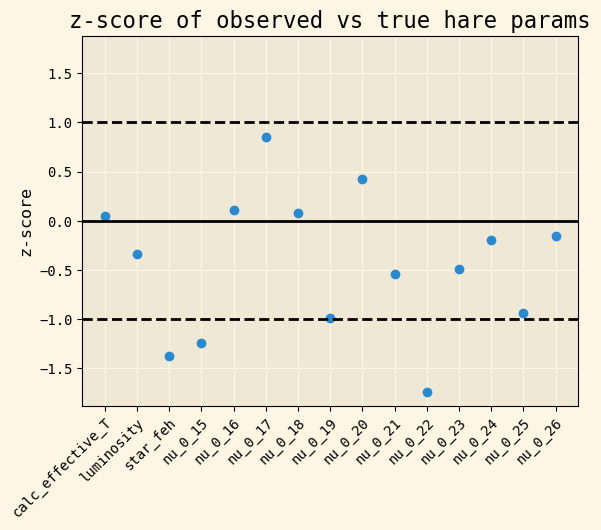 z-score of observed vs true hare params
z-score
1.5
1.0
0.5
0.0
−0.5
−1.0
−1.5
calc_effective_T
luminosity
star_feh
nu_0_15
nu_0_16
nu_0_17
nu_0_18
nu_0_19
nu_0_20
nu_0_21
nu_0_22
nu_0_23
nu_0_24
nu_0_25
nu_0_26